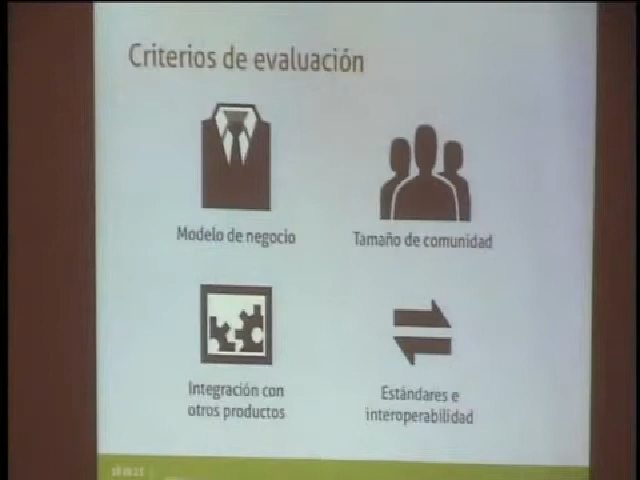 Criterios de evaluación
Modelo de negocio
Tamaño de comunidad
Integración con
otros productos
Estándares e
interoperabilidad